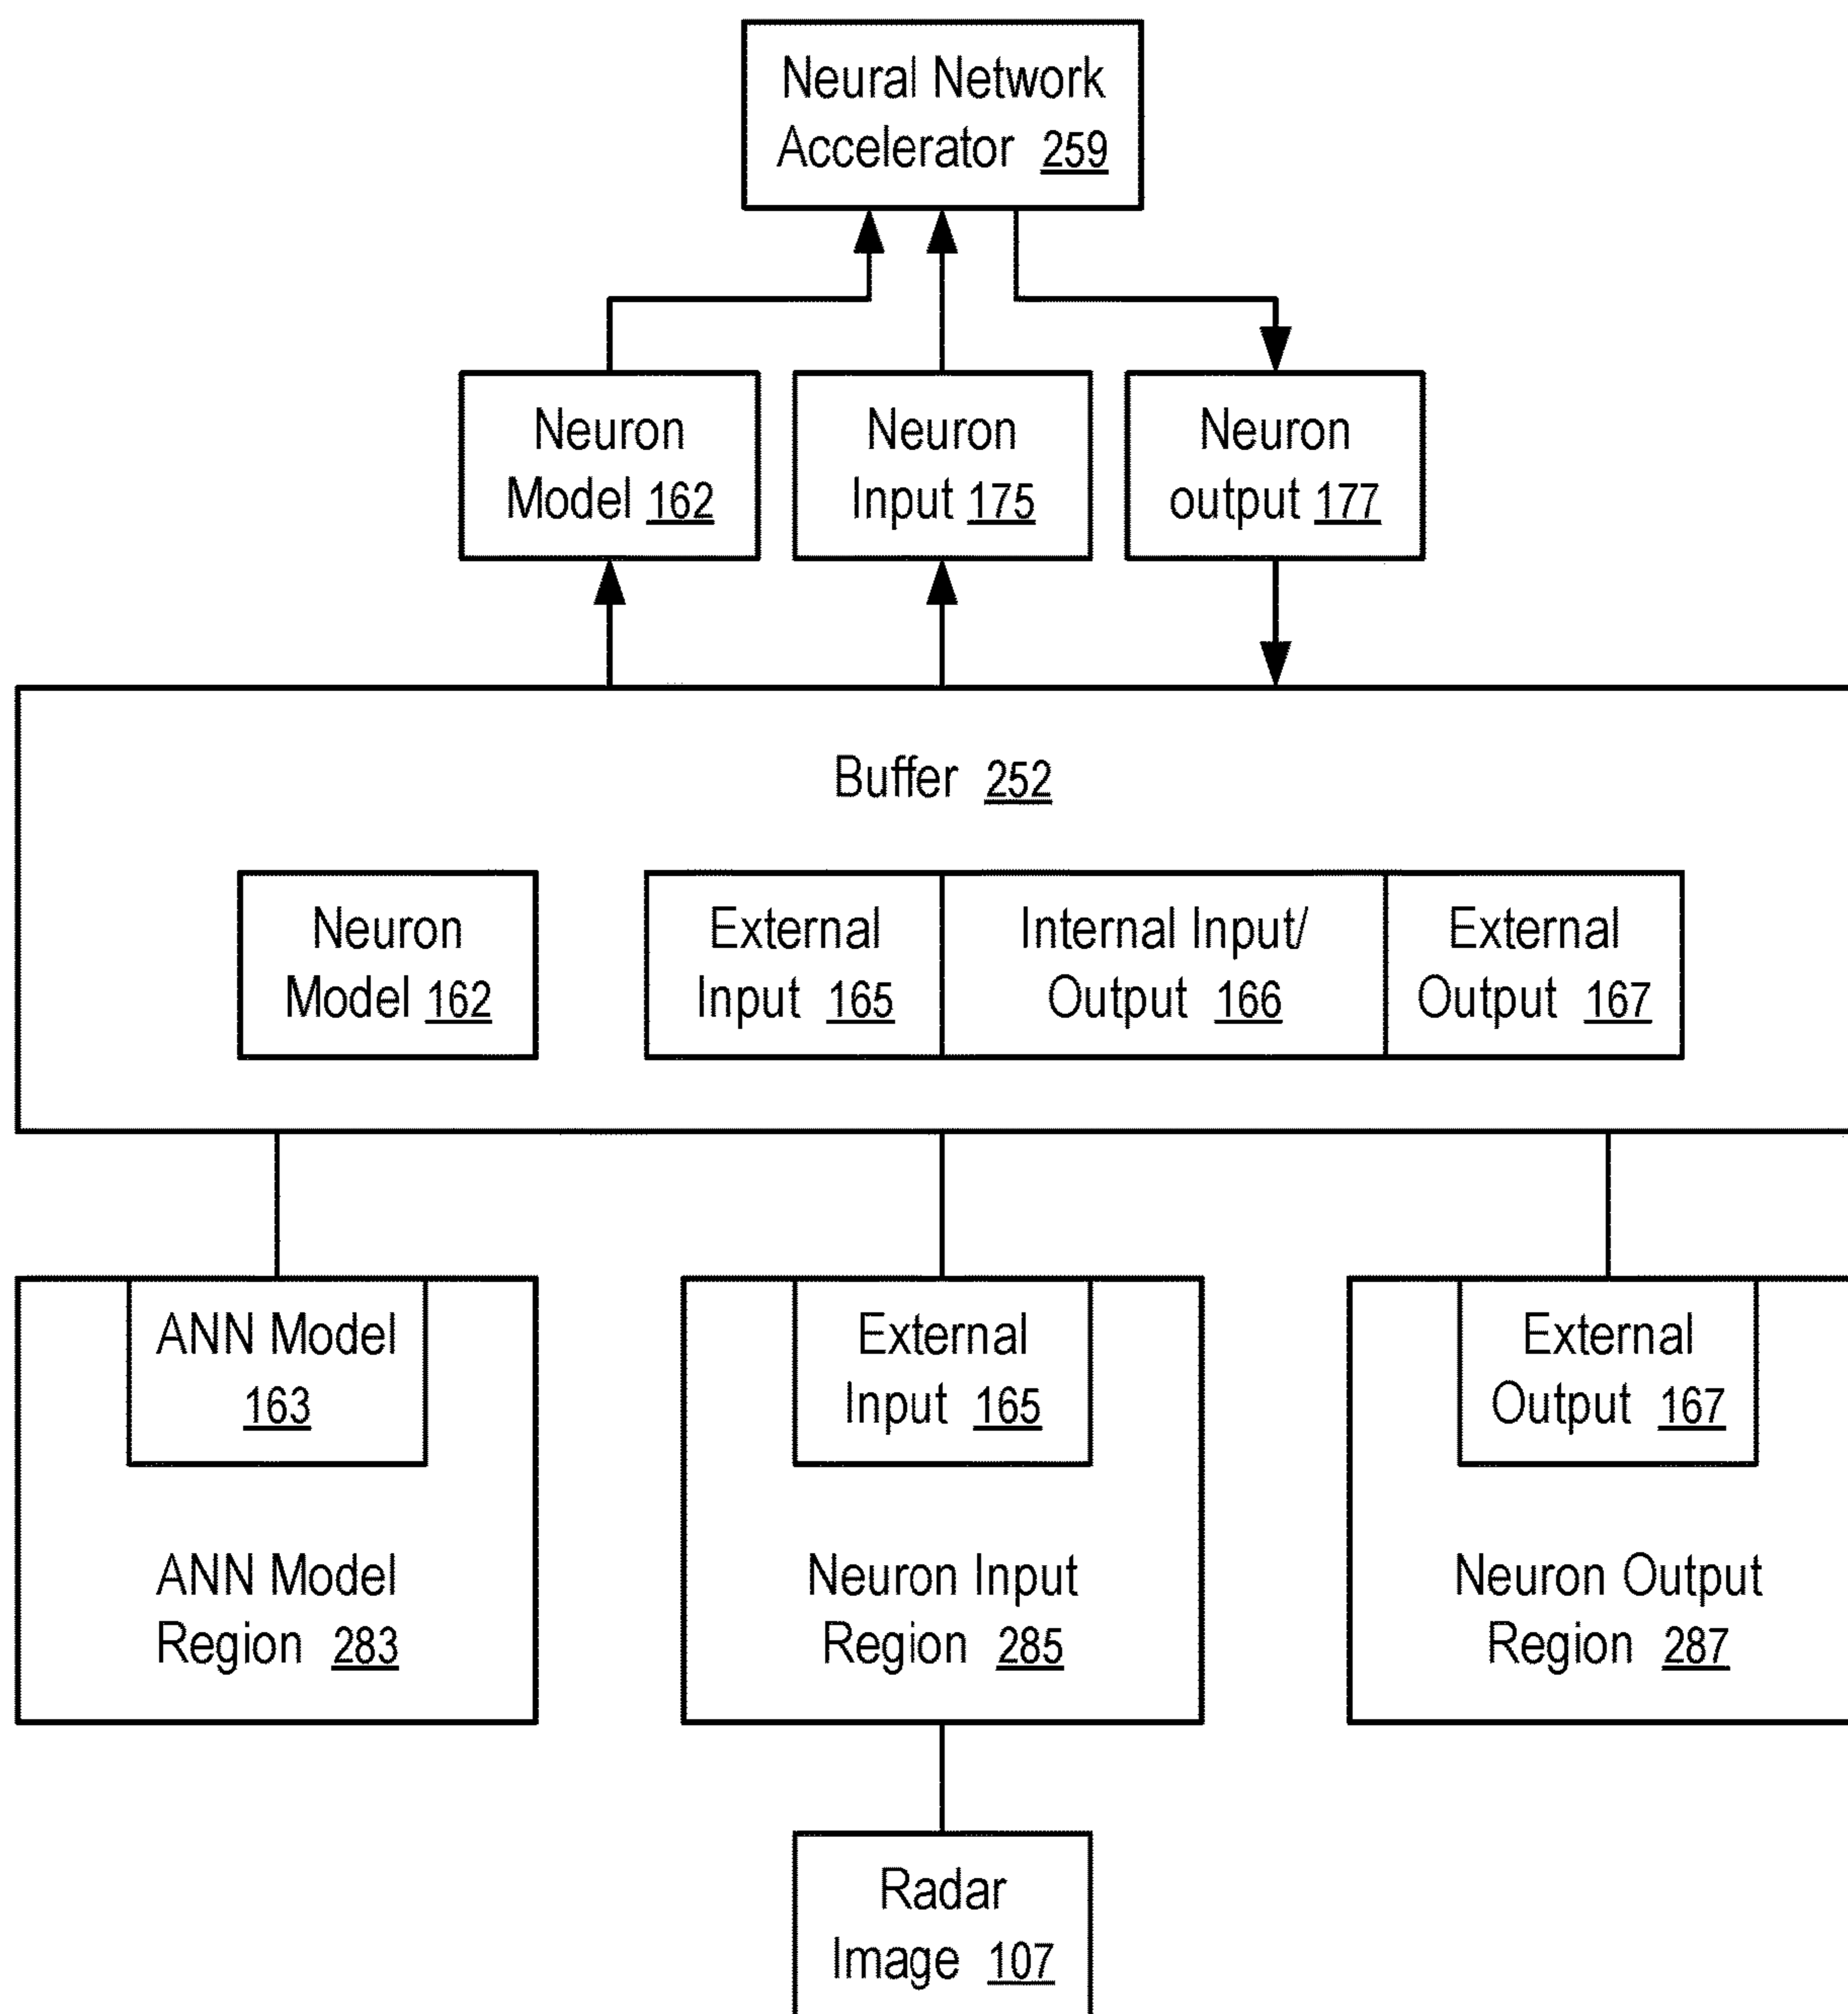 Neural Network
Accelerator 259
Neuron
Model 162
Neuron
Input 175
Neuron
output 177
Buffer 252
Neuron
Model 162
External
Input 165
Internal Input/
Output 166
External
Output 167
ANN Model
163
ANN Model
Region 283
External
Input 165
Neuron Input
Region 285
External
Output 167
Neuron Output
Region 287
Radar
Image 107